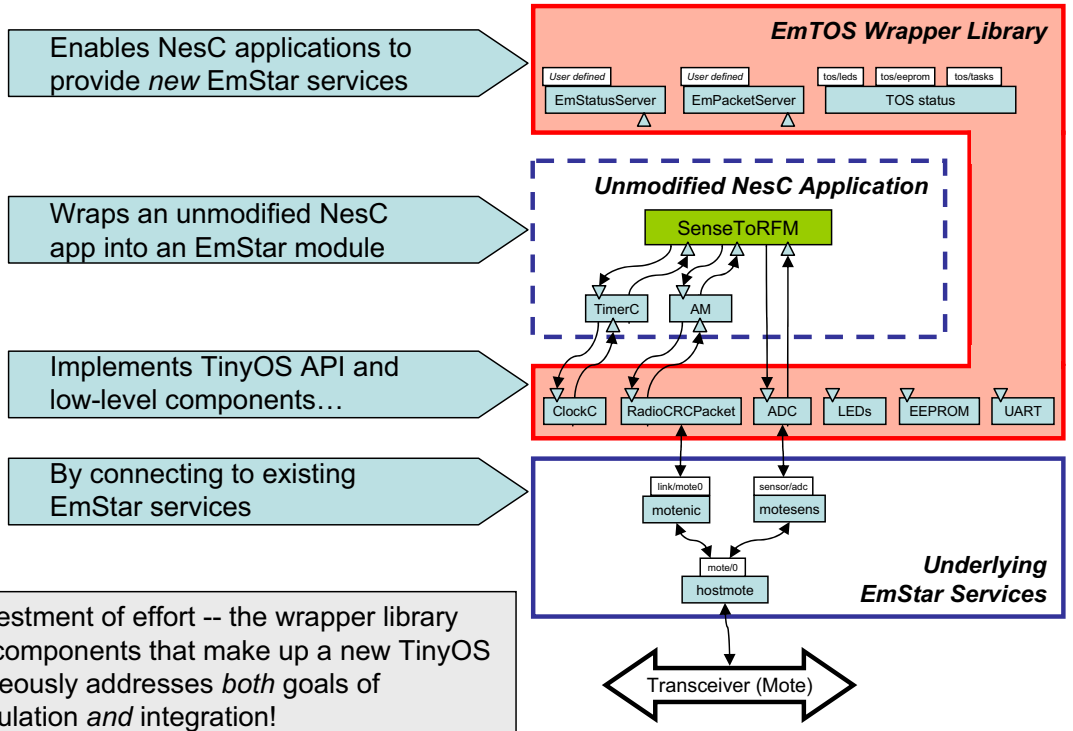 EmTOS Wrapper Library
Enables NesC applications to
provide new EmStar services
User defined
EmStatusServer
User defined
EmPacketServer
tos/leds
tos/eeprom
tos/tasks
TOS status
Wraps an unmodified NesC
app into an EmStar module
Unmodified NesC Application
SenseToRFM
TimerC
AM
Implements TinyOS API and
low-level components…
ClockC
RadioCRCPacket
ADC
LEDs
EEPROM
UART
By connecting to existing
EmStar services
link/mote0
motenic
sensor/adc
motesens
mote/0
hostmote
Underlying
EmStar Services
Transceiver (Mote)
estment of effort -- the wrapper library
components that make up a new TinyOS
eously addresses both goals of
ulation and integration!